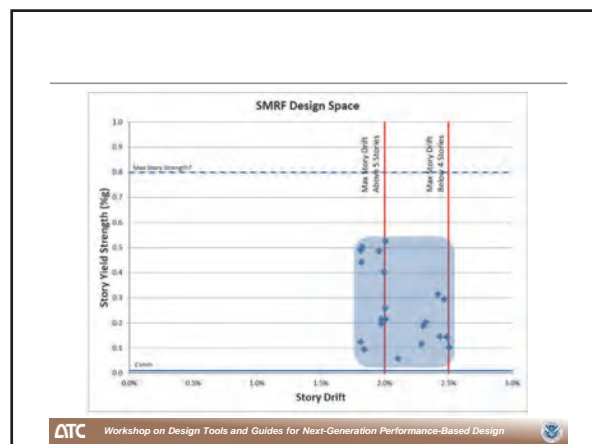 SMRF Design Space
1.0
0.9
0.8
0.7
0.6
0.5
0.4
0.3
0.2
0.1
0.0
Story Yield Strength (%g)
Max Story Strength?
Max Story Drift
Above 5 Stories
Max Story Drift
Below 4 Stories
0.0%
0.5%
1.0%
1.5%
2.0%
2.5%
3.0%
Story Drift
ATC Workshop on Design Tools and Guides for Next-Generation Performance-Based Design